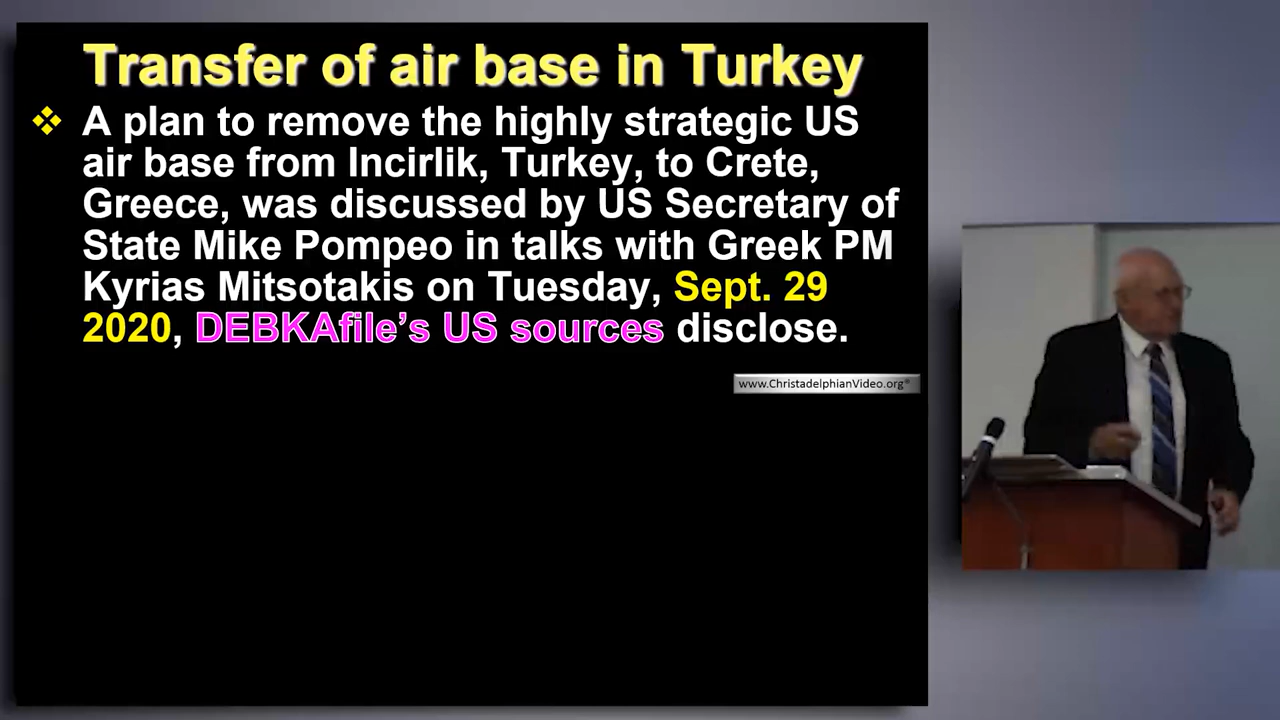 Transfer of air base in Turkey
A plan to remove the highly strategic US
air base from Incirlik, Turkey, to Crete,
Greece, was discussed by US Secretary of
State Mike Pompeo in talks with Greek PM
Kyrias Mitsotakis on Tuesday, Sept. 29
2020, DEBKAfile’s US sources disclose.
www.ChristadelphianVideo.org®